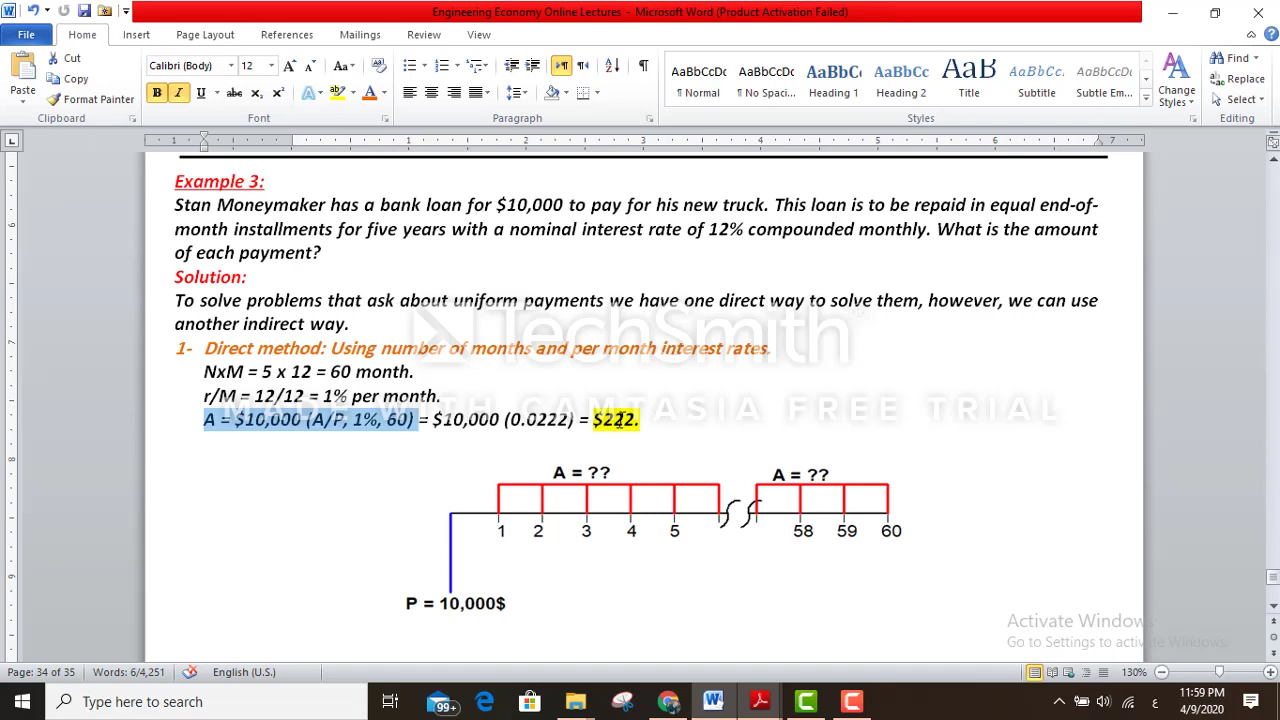 Engineering Economy Online Lectures - Microsoft Word (Product Activation Failed)
File Home Insert Page Layout References Mailings Review View
Paste Cut Copy Format Painter Clipboard
Calibri (Body) 12 Font
Paragraph
AaBbCcDc AaBbCcDc AaBbCc AaBbCc AaB AaBbCc. AaBbCcDc
¶ Normal ¶ No Spaci... Heading 1 Heading 2 Title Subtitle Subtle Em...
Styles
Change Styles
Find Replace Select Editing
Example 3:
Stan Moneymaker has a bank loan for $10,000 to pay for his new truck. This loan is to be repaid in equal end-of-
month installments for five years with a nominal interest rate of 12% compounded monthly. What is the amount
of each payment?
Solution:
To solve problems that ask about uniform payments we have one direct way to solve them, however, we can use
another indirect way.
1- Direct method: Using number of months and per month interest rates.
NxM = 5 x 12 = 60 month.
r/M = 12/12 = 1% per month.
A = $10,000 (A/P, 1%, 60) = $10,000 (0.0222) = $222.
TechSmith
MADE WITH CAMTASIA FREE TRIAL
A = ?? A = ??
1 2 3 4 5 58 59 60
P = 10,000$
Activate Windows
Go to Settings to activate Windows.
Page: 34 of 35 Words: 6/4,251 English (U.S.) 130%
Type here to search
99+
11:59 PM
4/9/2020